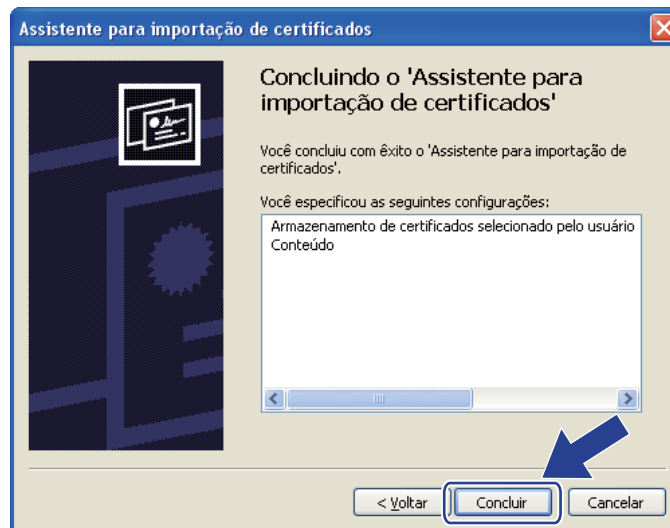 Assistente para importação de certificados
Concluindo o 'Assistente para
importação de certificados'
Você concluiu com êxito o 'Assistente para importação de
certificados'.
Você especificou as seguintes configurações:
Armazenamento de certificados selecionado pelo usuário
Conteúdo
< Voltar
Concluir
Cancelar